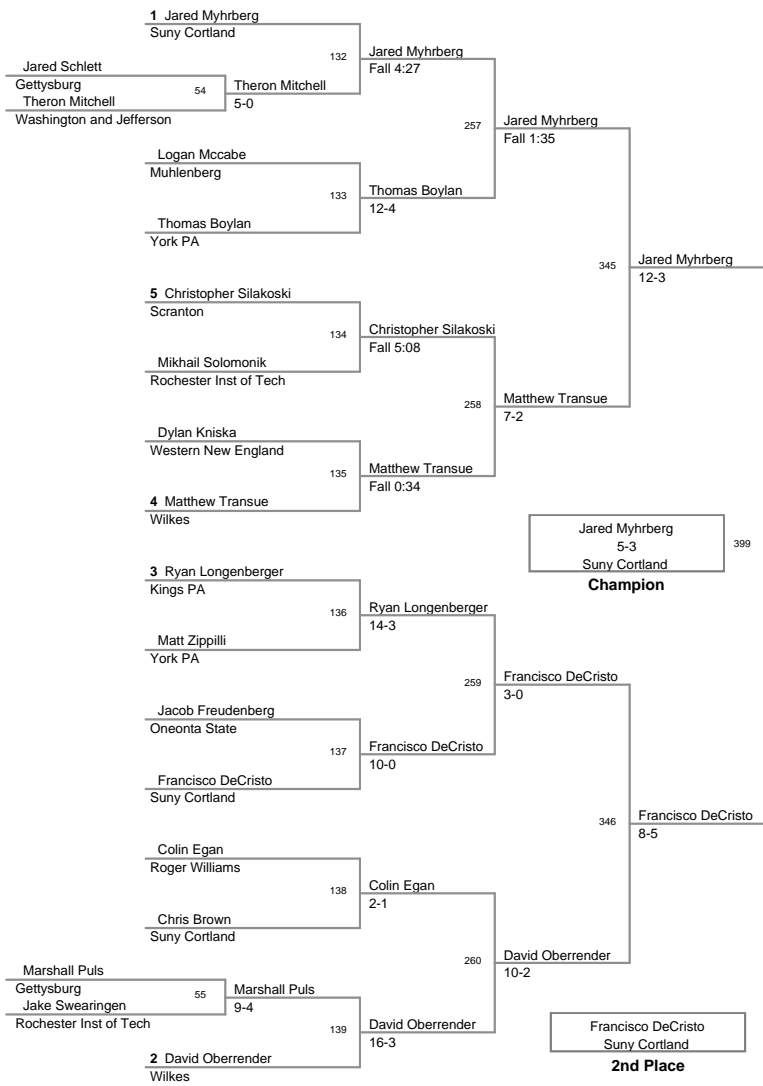 1 Jared Myhrberg
Suny Cortland
132
Jared Myhrberg
Fall 4:27
Jared Schlett
Gettysburg
54
Theron Mitchell
Washington and Jefferson
Theron Mitchell
5-0
257
Jared Myhrberg
Fall 1:35
Logan Mccabe
Muhlenberg
133
Thomas Boylan
12-4
Thomas Boylan
York PA
345
Jared Myhrberg
12-3
5 Christopher Silakoski
Scranton
134
Christopher Silakoski
Fall 5:08
Mikhail Solomonik
Rochester Inst of Tech
258
Matthew Transue
7-2
Dylan Kniska
Western New England
135
Matthew Transue
Fall 0:34
4 Matthew Transue
Wilkes
Jared Myhrberg
5-3
Suny Cortland
399
Champion
3 Ryan Longenberger
Kings PA
136
Ryan Longenberger
14-3
Matt Zippilli
York PA
259
Francisco DeCristo
3-0
Jacob Freudenberg
Oneonta State
137
Francisco DeCristo
10-0
Francisco DeCristo
Suny Cortland
346
Francisco DeCristo
8-5
Colin Egan
Roger Williams
138
Colin Egan
2-1
Chris Brown
Suny Cortland
260
David Oberrender
10-2
Marshall Puls
Gettysburg
55
Jake Swearingen
Rochester Inst of Tech
Marshall Puls
9-4
139
David Oberrender
16-3
2 David Oberrender
Wilkes
Francisco DeCristo
Suny Cortland
2nd Place